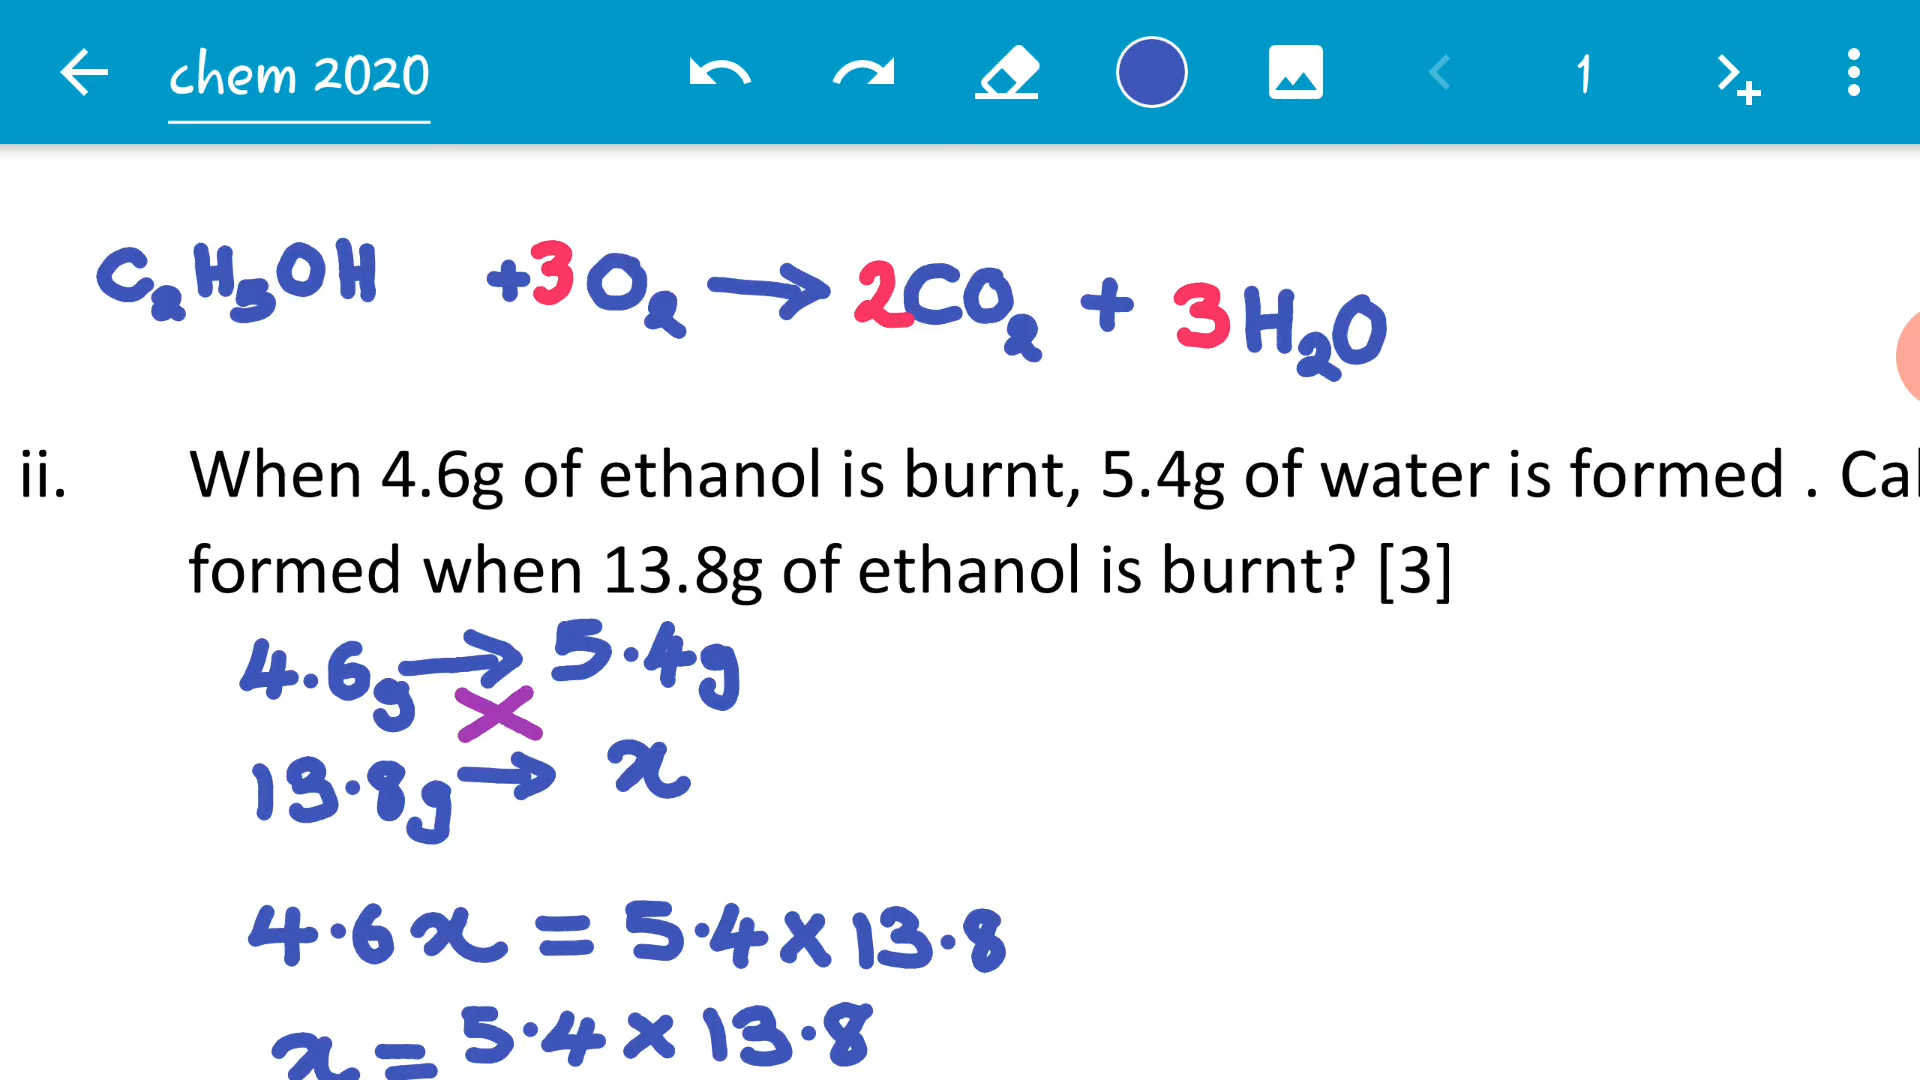 chem 2020
1
C₂H₅OH +3O₂ → 2CO₂ + 3H₂O
ii. When 4.6g of ethanol is burnt, 5.4g of water is formed . Cal
formed when 13.8g of ethanol is burnt? [3]
4.6g → 5.4g
13.8g → x
4.6x = 5.4 × 13.8
x = 5.4 × 13.8